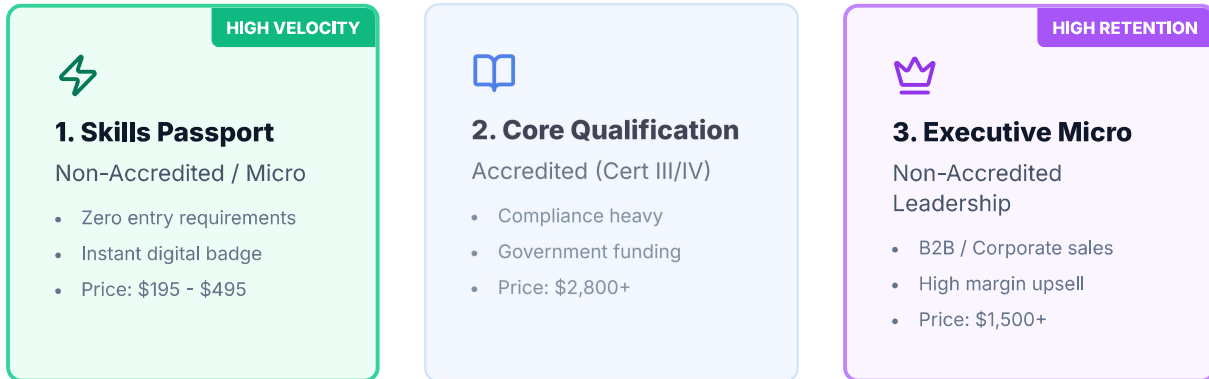 HIGH VELOCITY
1. Skills Passport
Non-Accredited / Micro
• Zero entry requirements
• Instant digital badge
• Price: $195 - $495
2. Core Qualification
Accredited (Cert III/IV)
• Compliance heavy
• Government funding
• Price: $2,800+
HIGH RETENTION
3. Executive Micro
Non-Accredited
Leadership
• B2B / Corporate sales
• High margin upsell
• Price: $1,500+